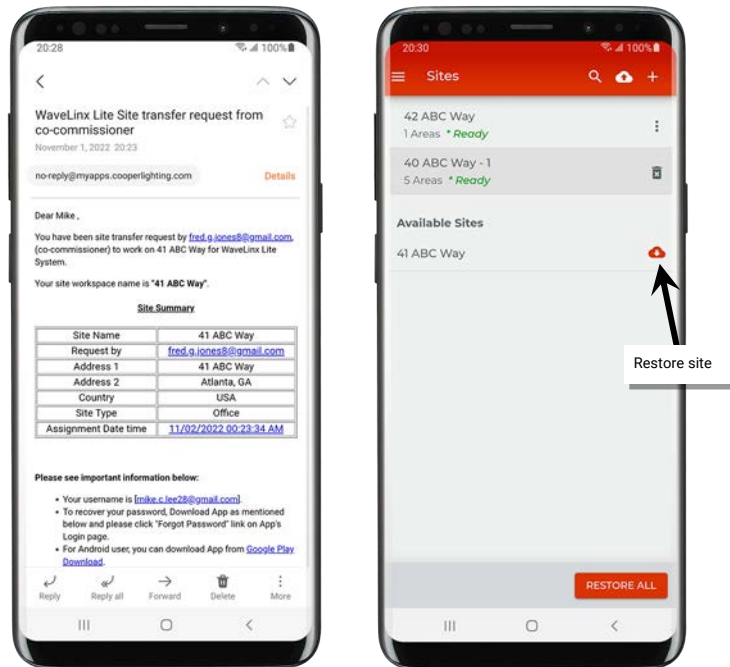 20:28
100%
WaveLinx Lite Site transfer request from
co-commissioner
November 1, 2022 20:23
no-reply@myapps.cooperlighting.com
Details
Dear Mike ,
You have been site transfer request by fred.g.jones8@gmail.com,
(co-commissioner) to work on 41 ABC Way for WaveLinx Lite
System.
Your site workspace name is "41 ABC Way".
Site Summary
Site Name 41 ABC Way
Request by fred.g.jones8@gmail.com
Address 1 41 ABC Way
Address 2 Atlanta, GA
Country USA
Site Type Office
Assignment Date time 11/02/2022 00:23:34 AM
Please see important information below:
• Your username is [mike.c.lee28@gmail.com].
• To recover your password, Download App as mentioned
below and please click "Forgot Password" link on App's
Login page.
• For Android user, you can download App from Google Play
Download.
Reply Reply all Forward Delete More
20:30
100%
Sites
42 ABC Way
1 Areas * Ready
40 ABC Way - 1
5 Areas * Ready
Available Sites
41 ABC Way
Restore site
RESTORE ALL